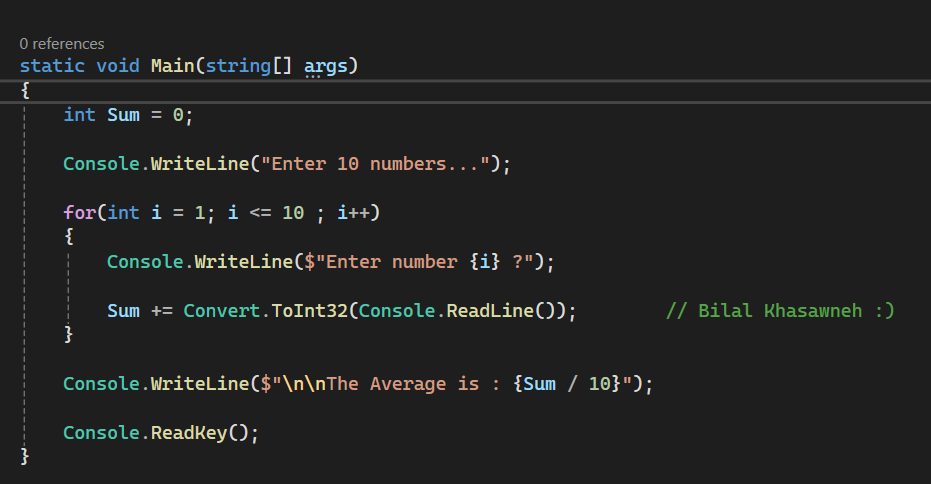 0 references
static void Main(string[] args)
{
int Sum = 0;
Console.WriteLine("Enter 10 numbers...");
for(int i = 1; i <= 10 ; i++)
{
Console.WriteLine($"Enter number {i} ?");
Sum += Convert.ToInt32(Console.ReadLine()); // Bilal Khasawneh :)
}
Console.WriteLine($"\n\nThe Average is : {Sum / 10}");
Console.ReadKey();
}